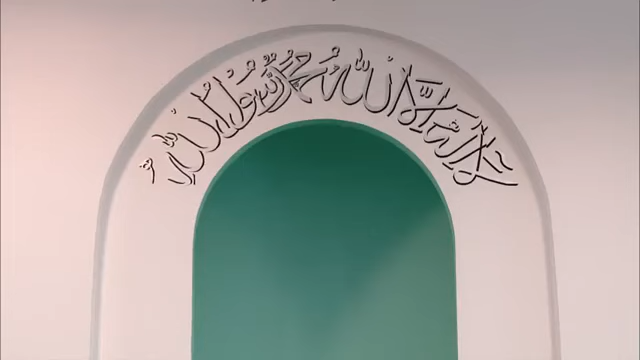 لا إله إلا الله محمد رسول الله